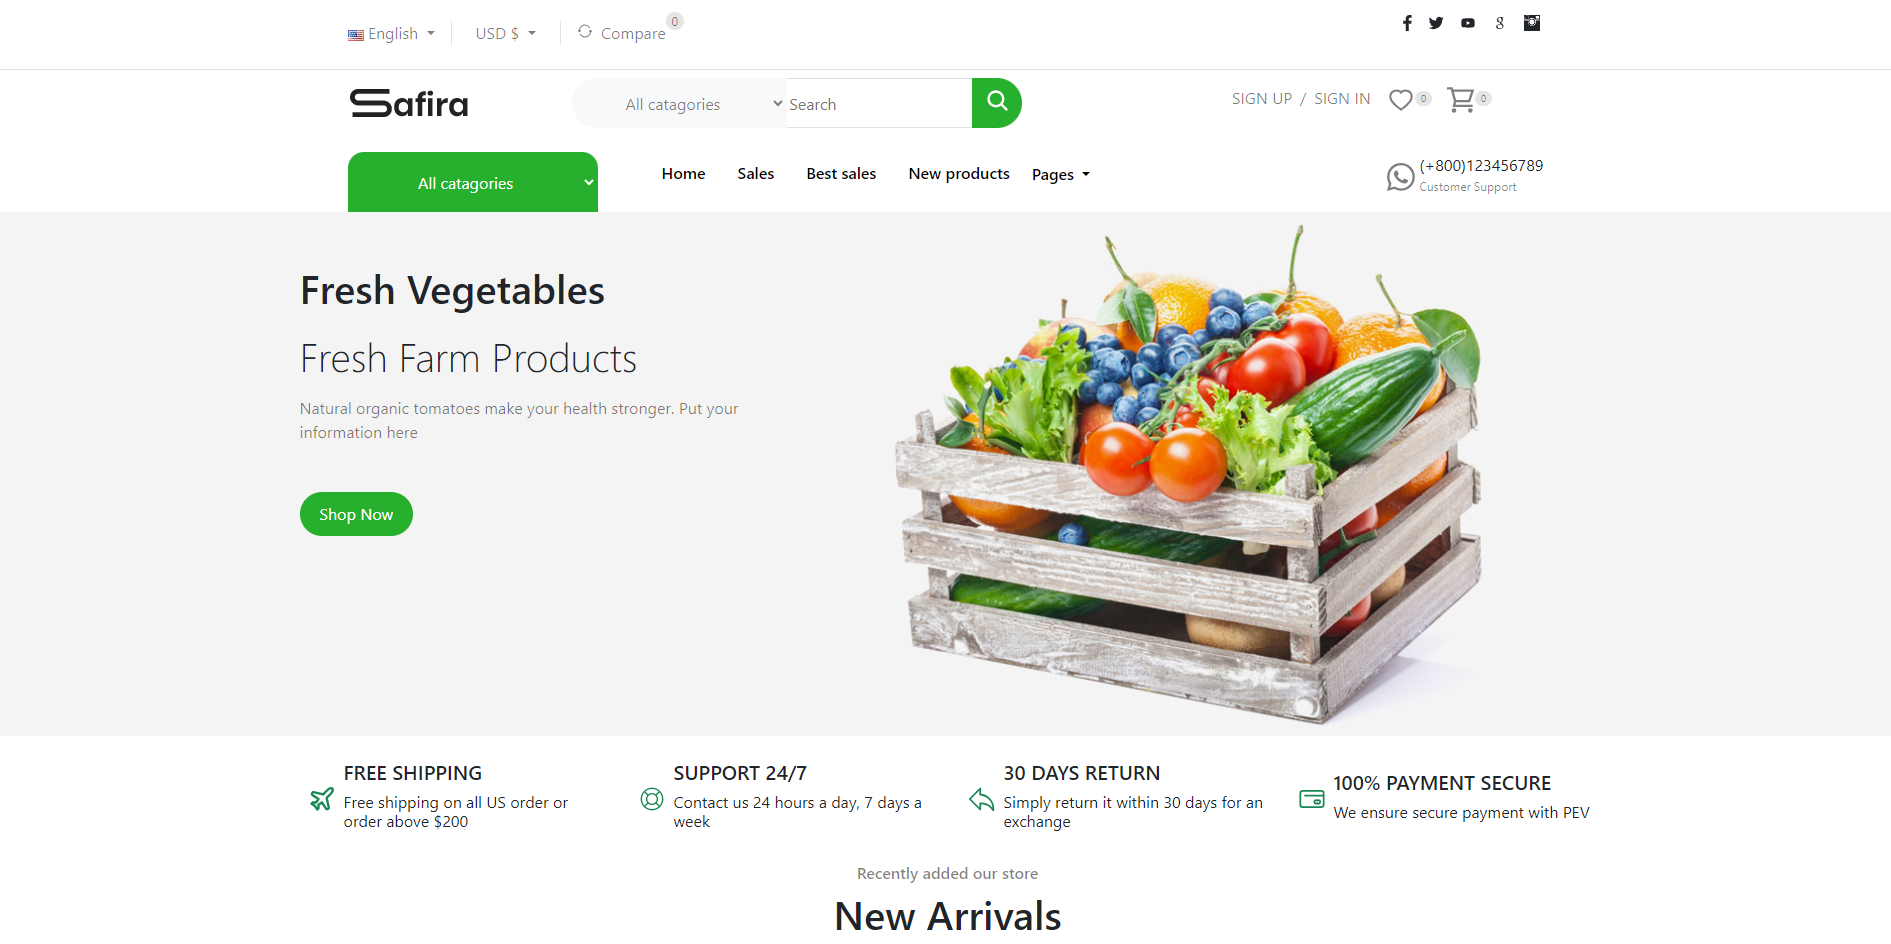 English
USD $
Compare
0
Safira
All catagories
Search
SIGN UP / SIGN IN
0
0
All catagories
Home
Sales
Best sales
New products
Pages
(+800)123456789
Customer Support
Fresh Vegetables
Fresh Farm Products
Natural organic tomatoes make your health stronger. Put your
information here
Shop Now
FREE SHIPPING
Free shipping on all US order or
order above $200
SUPPORT 24/7
Contact us 24 hours a day, 7 days a
week
30 DAYS RETURN
Simply return it within 30 days for an
exchange
100% PAYMENT SECURE
We ensure secure payment with PEV
Recently added our store
New Arrivals